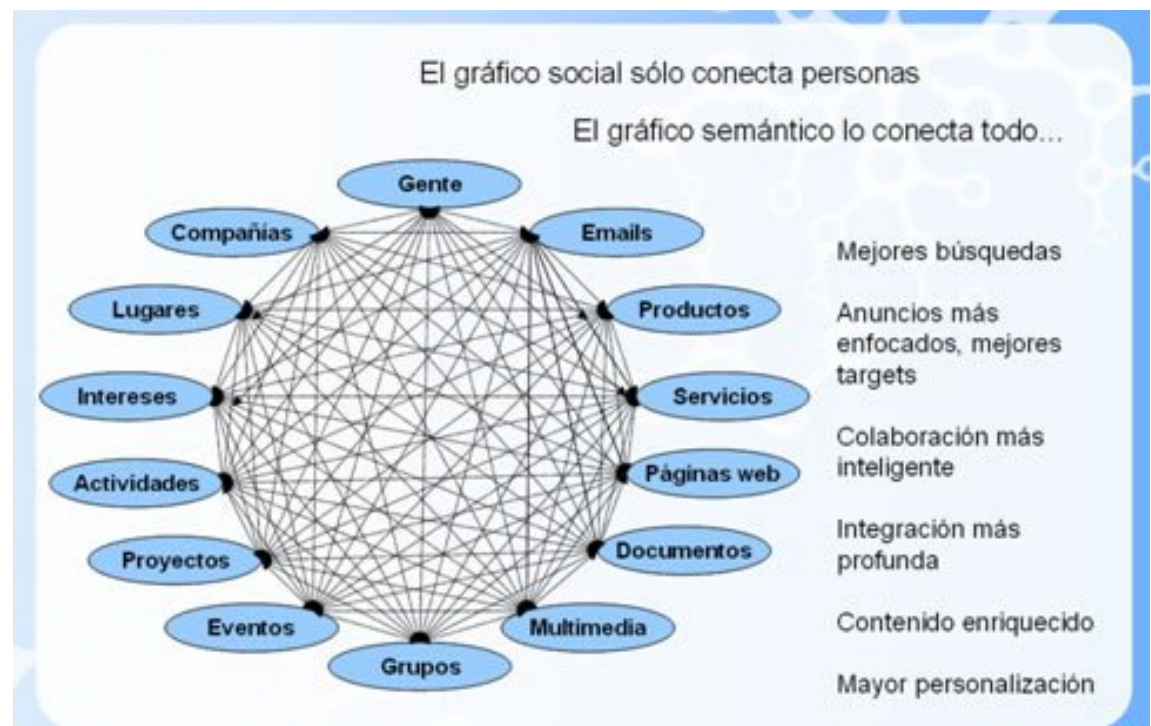 El gráfico social sólo conecta personas
El gráfico semántico lo conecta todo...
Gente
Compañías
Emails
Lugares
Productos
Intereses
Servicios
Actividades
Páginas web
Proyectos
Documentos
Eventos
Multimedia
Grupos
Mejores búsquedas
Anuncios más
enfocados, mejores
targets
Colaboración más
inteligente
Integración más
profunda
Contenido enriquecido
Mayor personalización